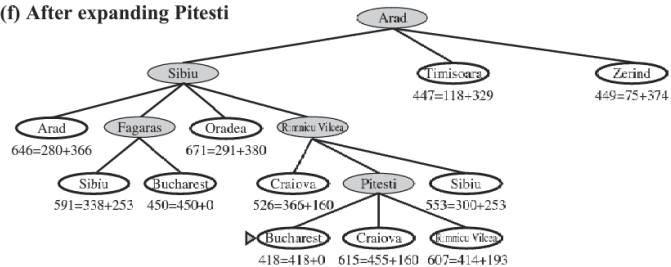 (f) After expanding Pitesti
Arad
Sibiu
Timisoara
Zerind
447=118+329
449=75+374
Arad
Fagaras
Oradea
Rimnicu Vilcea
646=280+366
671=291+380
Sibiu
Bucharest
Craiova
Pitesti
Sibiu
591=338+253
450=450+0
526=366+160
553=300+253
Bucharest
Craiova
Rimnicu Vilcea
418=418+0
615=455+160
607=414+193